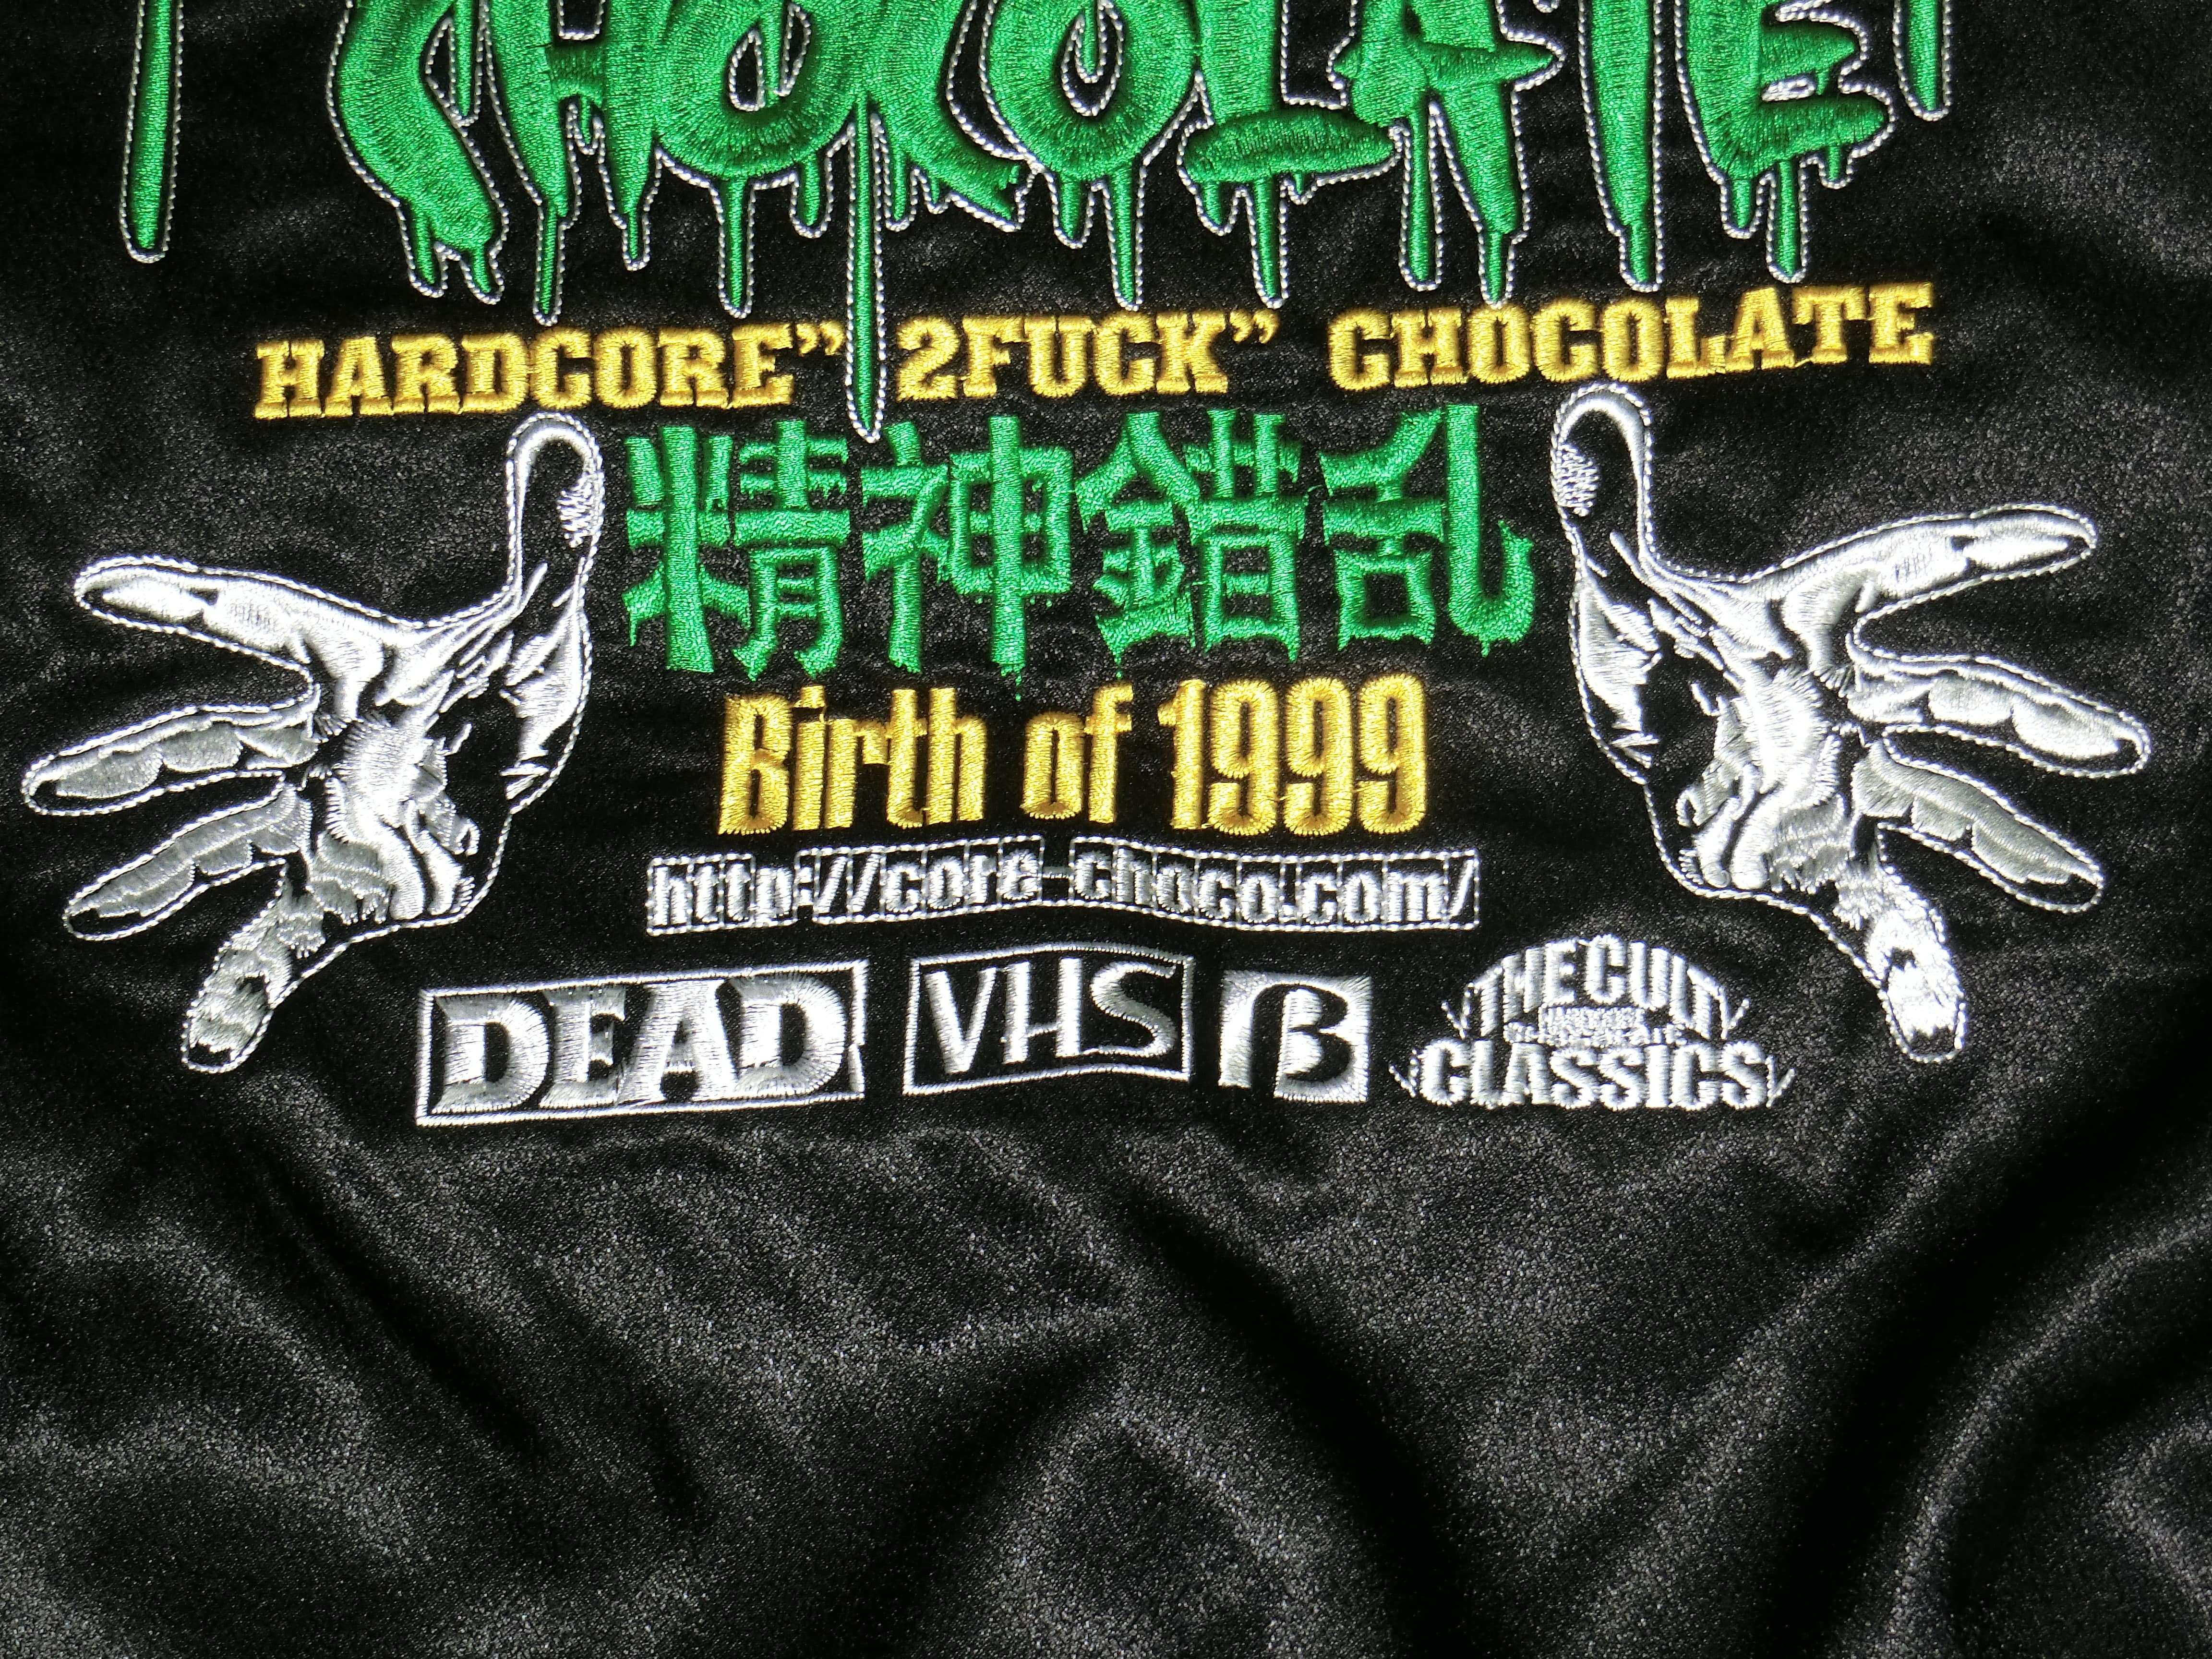 CHOCOLATE
HARDCORE” 2FUCK” CHOCOLATE
精神錯乱
Birth of 1999
http://core-choco.com/
DEAD VHS β THE CULT
CLASSICS